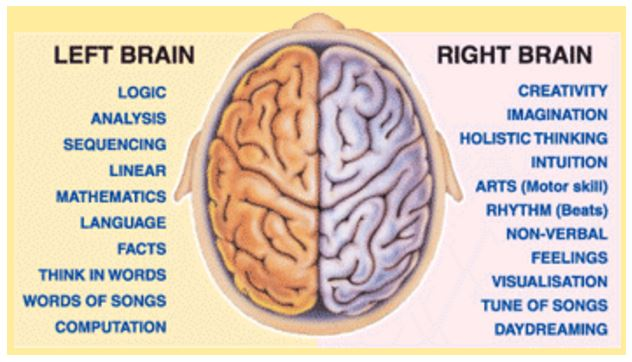 LEFT BRAIN
LOGIC
ANALYSIS
SEQUENCING
LINEAR
MATHEMATICS
LANGUAGE
FACTS
THINK IN WORDS
WORDS OF SONGS
COMPUTATION
RIGHT BRAIN
CREATIVITY
IMAGINATION
HOLISTIC THINKING
INTUITION
ARTS (Motor skill)
RHYTHM (Beats)
NON-VERBAL
FEELINGS
VISUALISATION
TUNE OF SONGS
DAYDREAMING